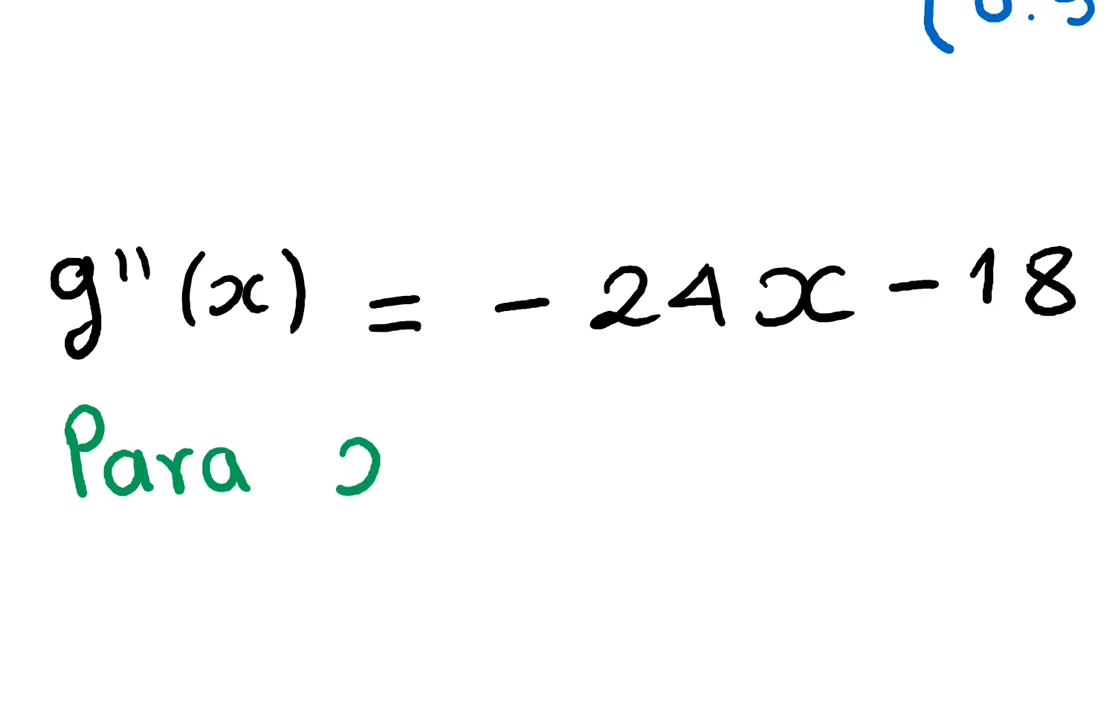 g''(x) = - 24x - 18
Para